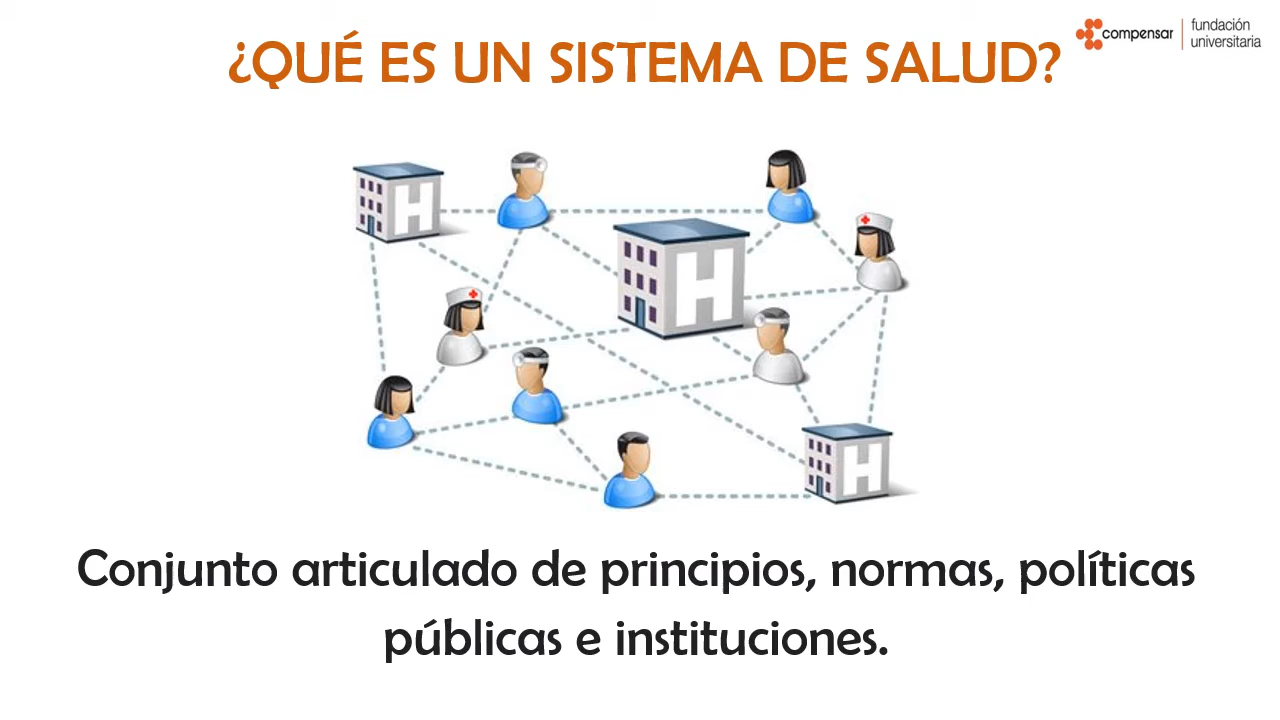 ¿QUÉ ES UN SISTEMA DE SALUD?
compensar
fundación
universitaria
H
H
H
Conjunto articulado de principios, normas, políticas
públicas e instituciones.